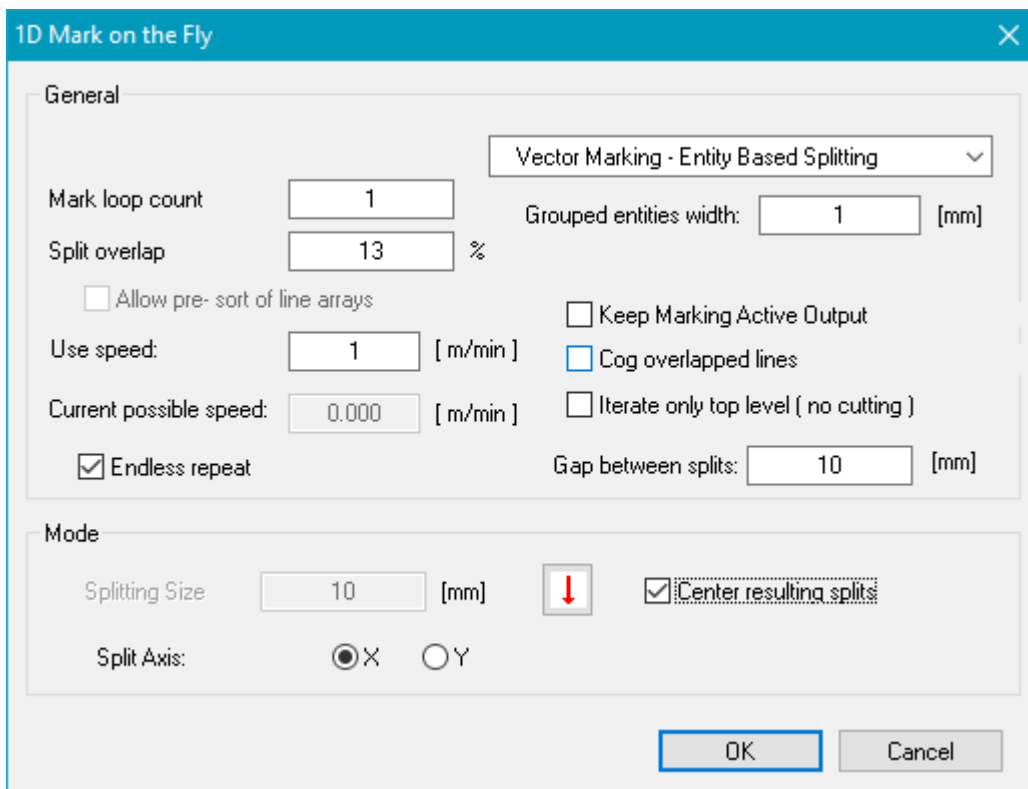 1D Mark on the Fly
General
Vector Marking - Entity Based Splitting
Mark loop count 1
Grouped entities width: 1 [mm]
Split overlap 13 %
Allow pre- sort of line arrays
Keep Marking Active Output
Use speed: 1 [ m/min ]
Cog overlapped lines
Current possible speed: 0.000 [ m/min ]
Iterate only top level ( no cutting )
Endless repeat
Gap between splits: 10 [mm]
Mode
Splitting Size 10 [mm]
Center resulting splits
Split Axis: X Y
OK Cancel